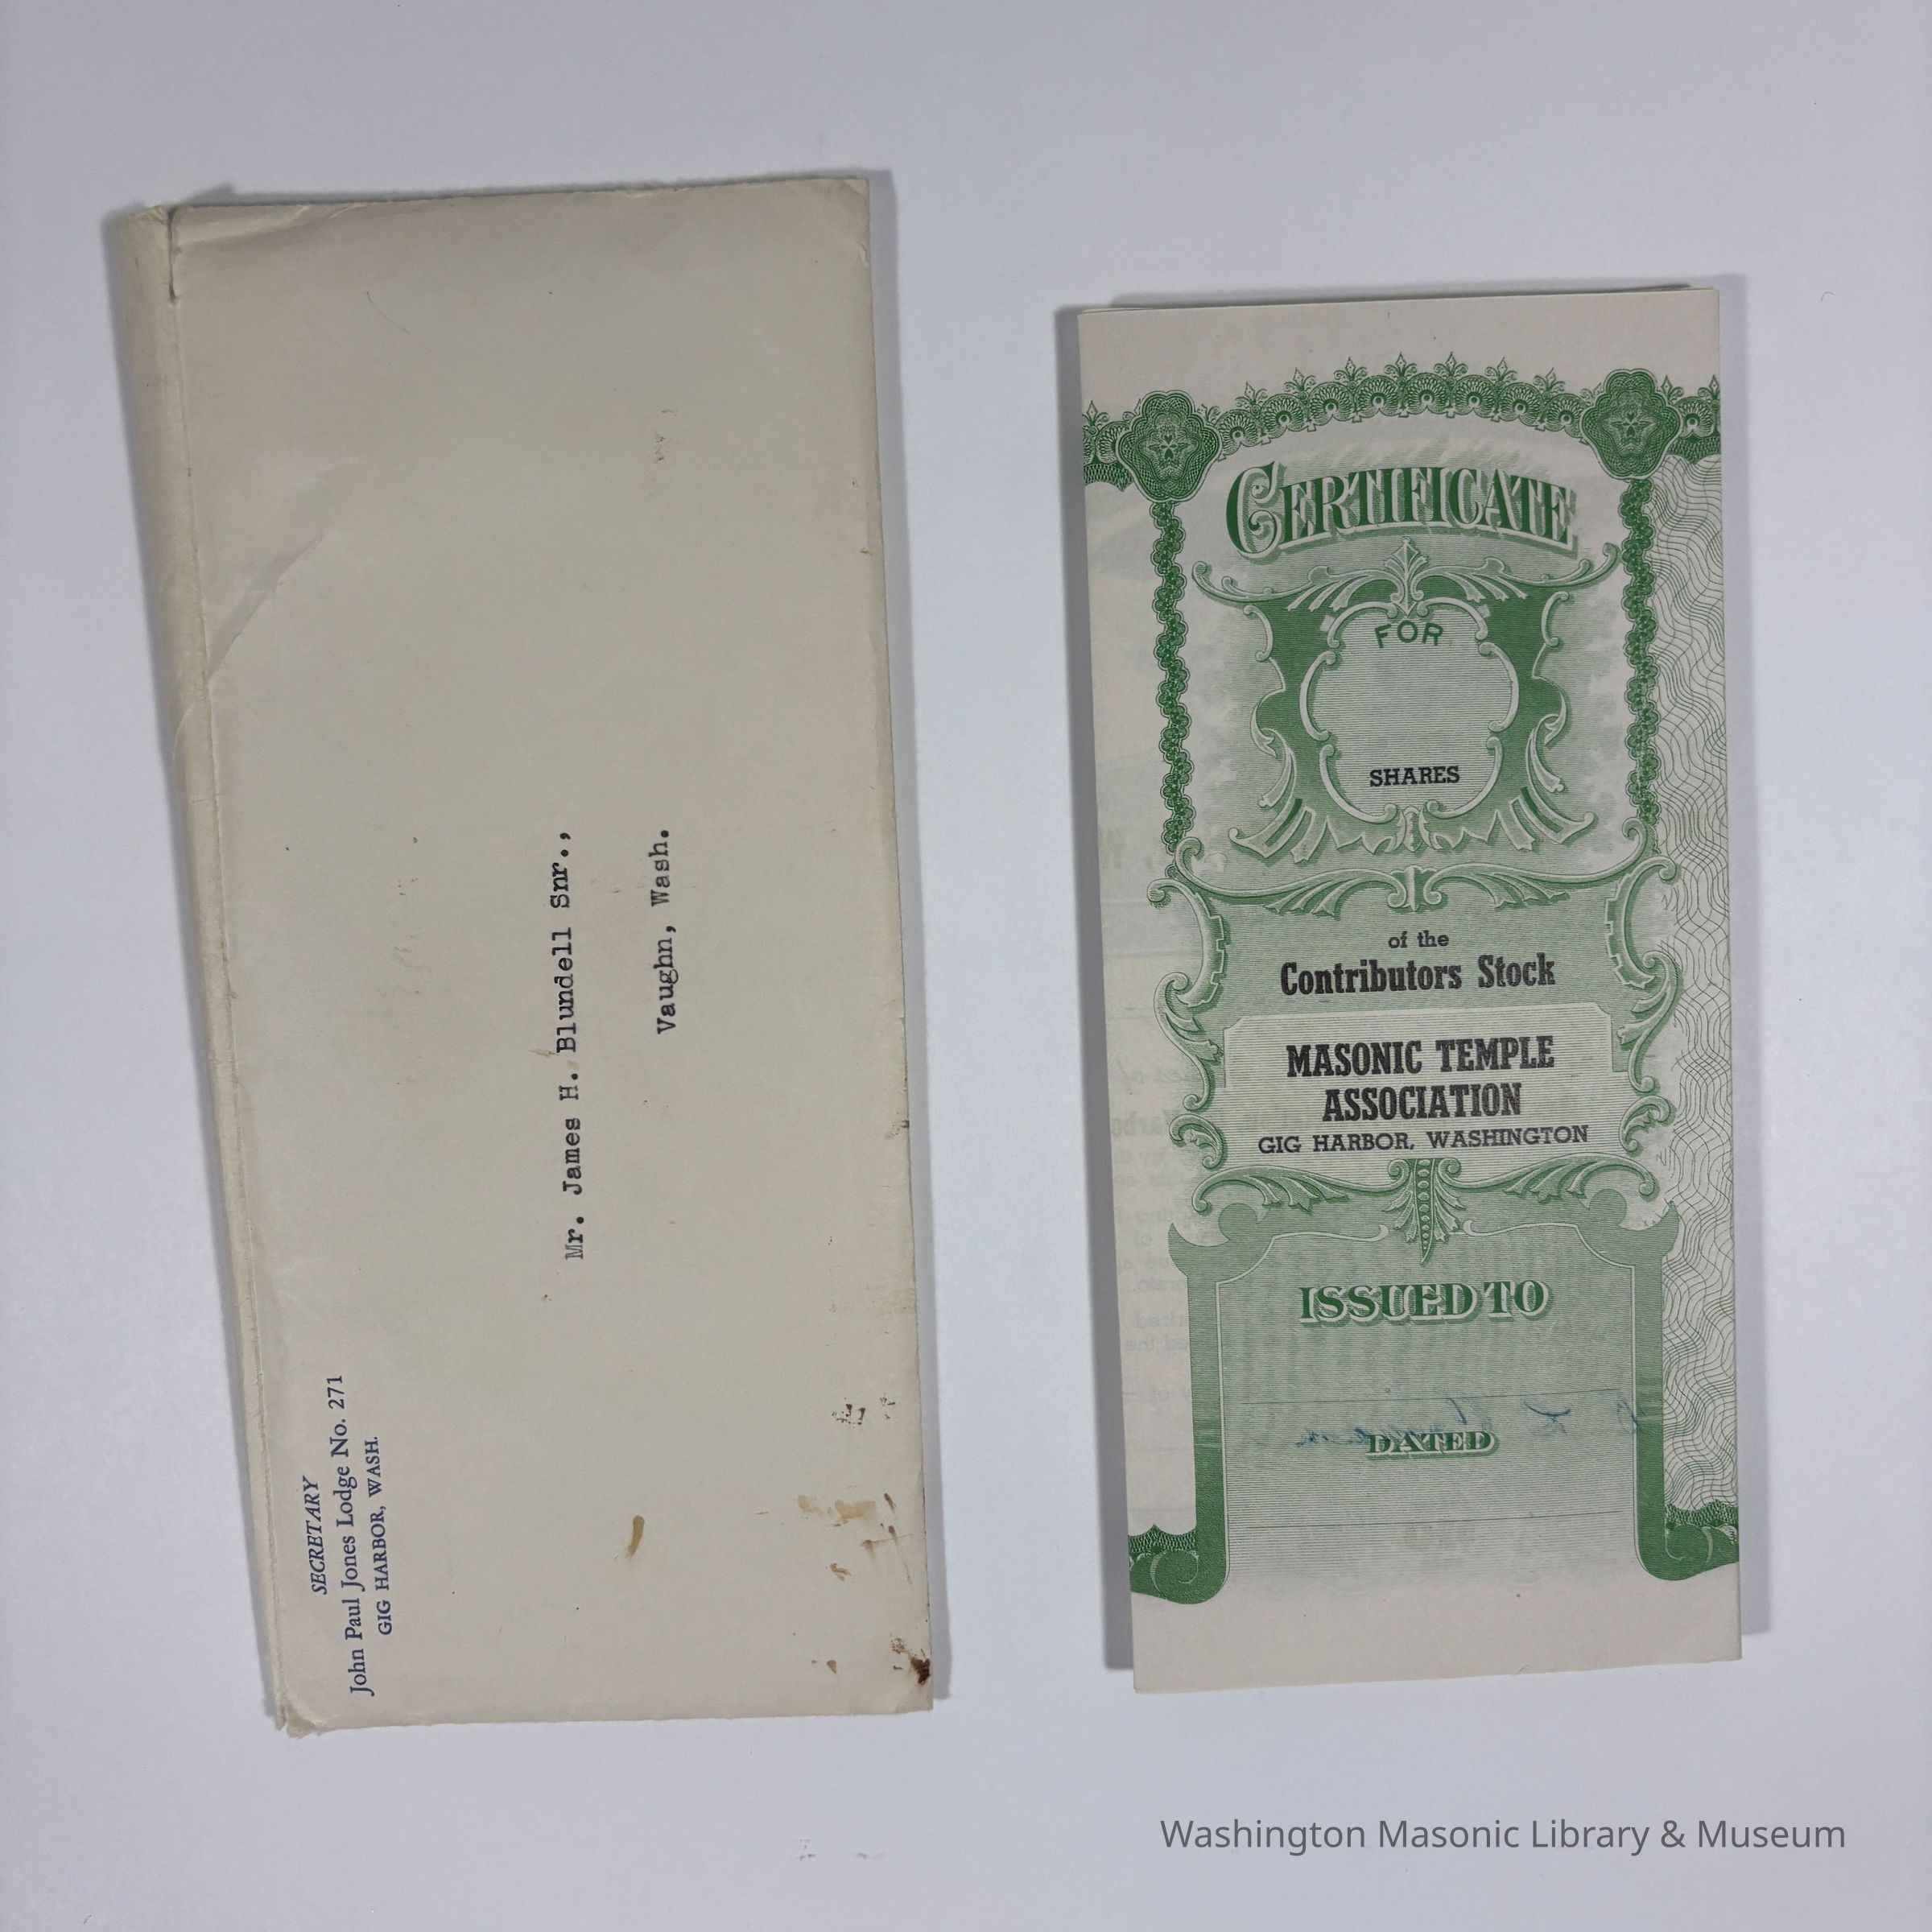 SECRETARY
John Paul Jones Lodge No. 271
GIG HARBOR, WASH.
Mr. James H. Blundell Snr.,
Vaughn, Wash.
CERTIFICATE
FOR
SHARES
of the
Contributors Stock
MASONIC TEMPLE
ASSOCIATION
GIG HARBOR, WASHINGTON
ISSUED TO
DATED
Washington Masonic Library & Museum